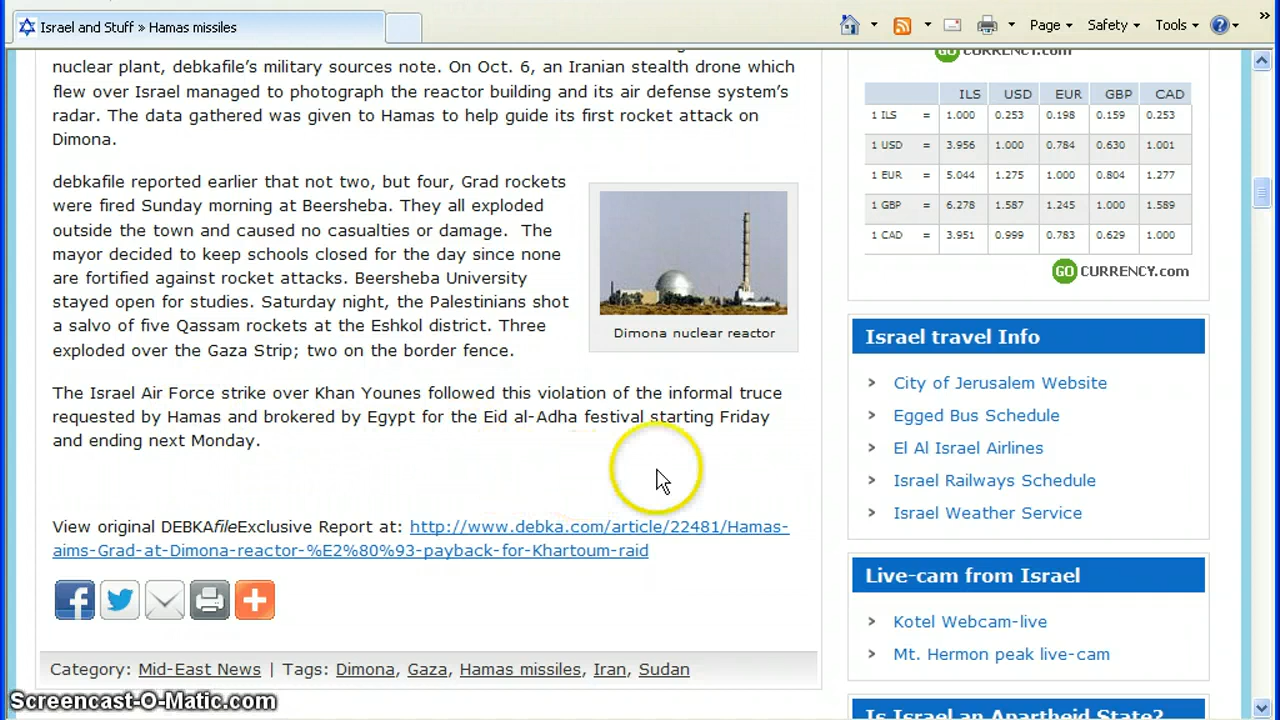 Israel and Stuff » Hamas missiles
Page
Safety
Tools
nuclear plant, debkafile's military sources note. On Oct. 6, an Iranian stealth drone which
flew over Israel managed to photograph the reactor building and its air defense system's
radar. The data gathered was given to Hamas to help guide its first rocket attack on
Dimona.
debkafile reported earlier that not two, but four, Grad rockets
were fired Sunday morning at Beersheba. They all exploded
outside the town and caused no casualties or damage.  The
mayor decided to keep schools closed for the day since none
are fortified against rocket attacks. Beersheba University
stayed open for studies. Saturday night, the Palestinians shot
a salvo of five Qassam rockets at the Eshkol district. Three
exploded over the Gaza Strip; two on the border fence.
Dimona nuclear reactor
The Israel Air Force strike over Khan Younes followed this violation of the informal truce
requested by Hamas and brokered by Egypt for the Eid al-Adha festival starting Friday
and ending next Monday.
View original DEBKAfileExclusive Report at: http://www.debka.com/article/22481/Hamas-
aims-Grad-at-Dimona-reactor-%E2%80%93-payback-for-Khartoum-raid
Category: Mid-East News | Tags: Dimona, Gaza, Hamas missiles, Iran, Sudan
GO CURRENCY.com
ILS USD EUR GBP CAD
1 ILS = 1.000 0.253 0.198 0.159 0.253
1 USD = 3.956 1.000 0.784 0.630 1.001
1 EUR = 5.044 1.275 1.000 0.804 1.277
1 GBP = 6.278 1.587 1.245 1.000 1.589
1 CAD = 3.951 0.999 0.783 0.629 1.000
GO CURRENCY.com
Israel travel Info
City of Jerusalem Website
Egged Bus Schedule
El Al Israel Airlines
Israel Railways Schedule
Israel Weather Service
Live-cam from Israel
Kotel Webcam-live
Mt. Hermon peak live-cam
Is Israel an Apartheid State?
Screencast-O-Matic.com